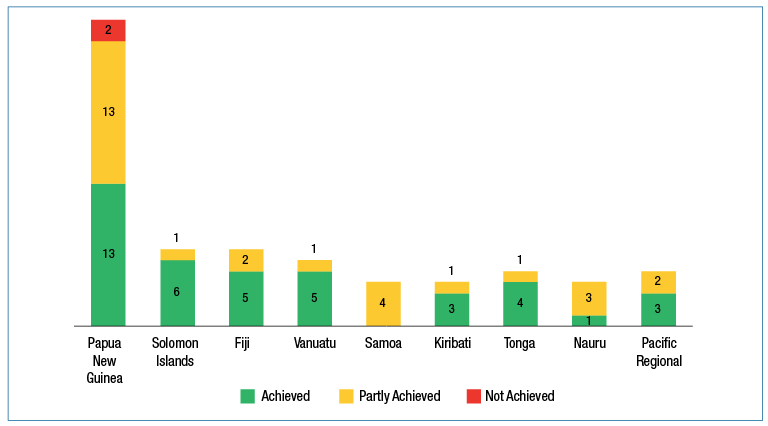 2
13
13
1
6
2
5
1
5
4
1
3
1
4
3
1
2
3
Papua
New
Guinea
Solomon
Islands
Fiji
Vanuatu
Samoa
Kiribati
Tonga
Nauru
Pacific
Regional
Achieved
Partly Achieved
Not Achieved